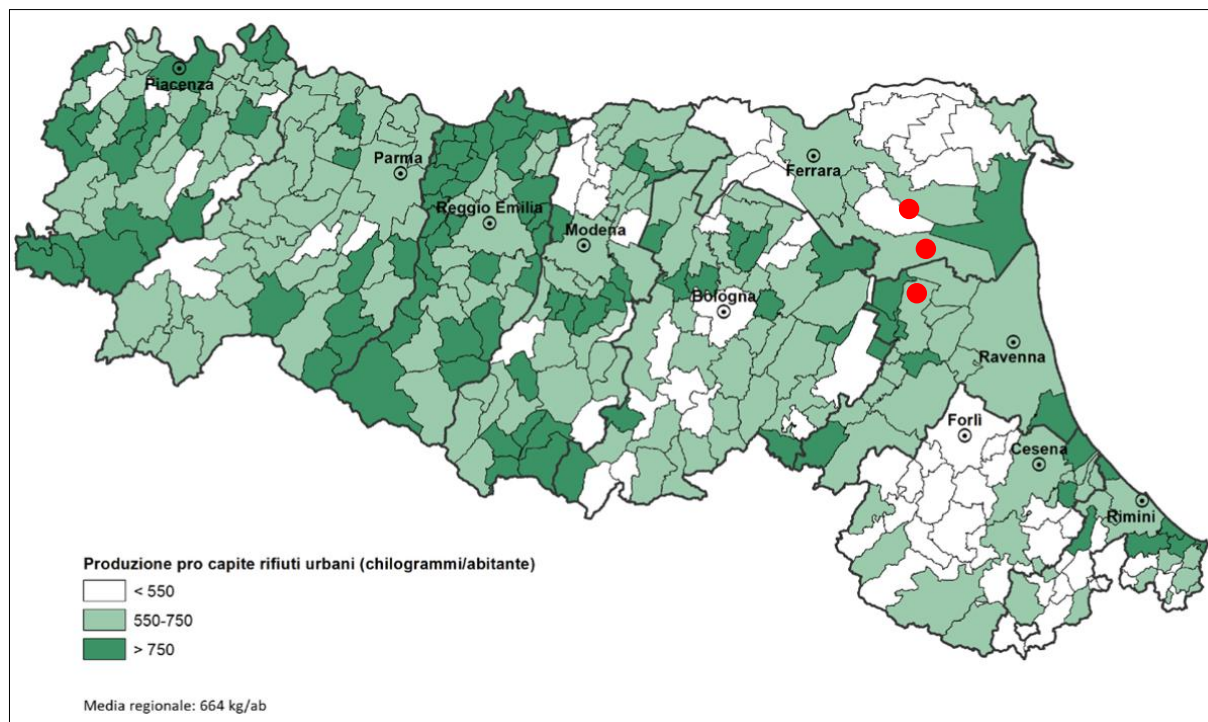 Piacenza
Parma
Ferrara
Reggio Emilia
Modena
Bologna
Ravenna
Forlì
Cesena
Rimini
Produzione pro capite rifiuti urbani (chilogrammi/abitante)
< 550
550-750
> 750
Media regionale: 664 kg/ab